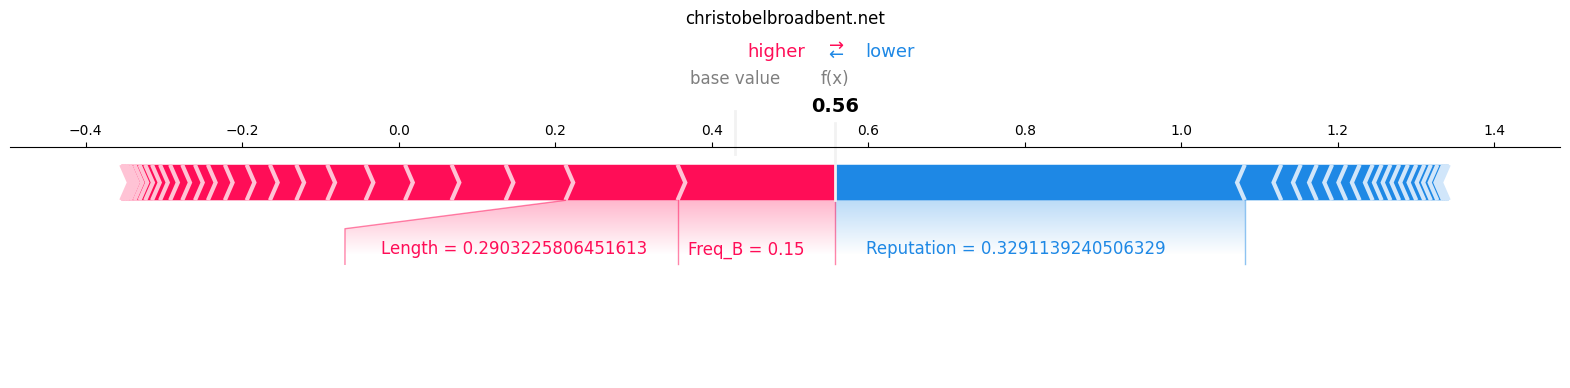 christobelbroadbent.net
higher ⇄ lower
base value f(x)
0.56
−0.4 −0.2 0.0 0.2 0.4 0.6 0.8 1.0 1.2 1.4
Length = 0.2903225806451613 Freq_B = 0.15 Reputation = 0.3291139240506329